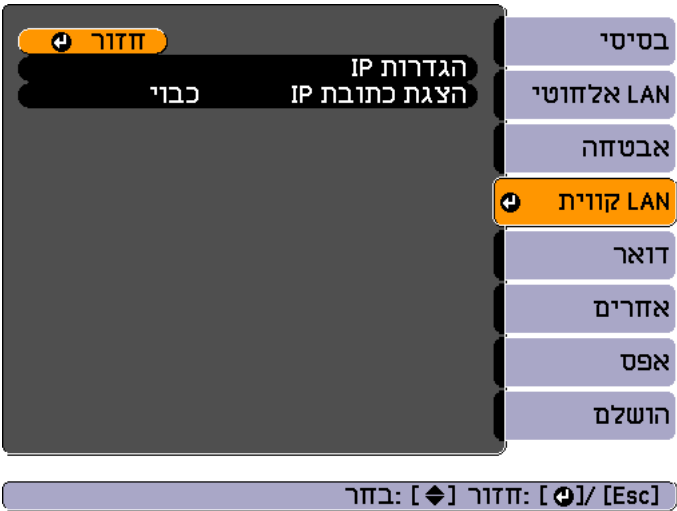 בסיסי
LAN אלחוטי
אבטחה
LAN קווית
דואר
אחרים
אפס
הושלם
חזור
הגדרות IP
הצגת כתובת IP כבוי
[Esc] /[ ] :חזור [ ] :בחר